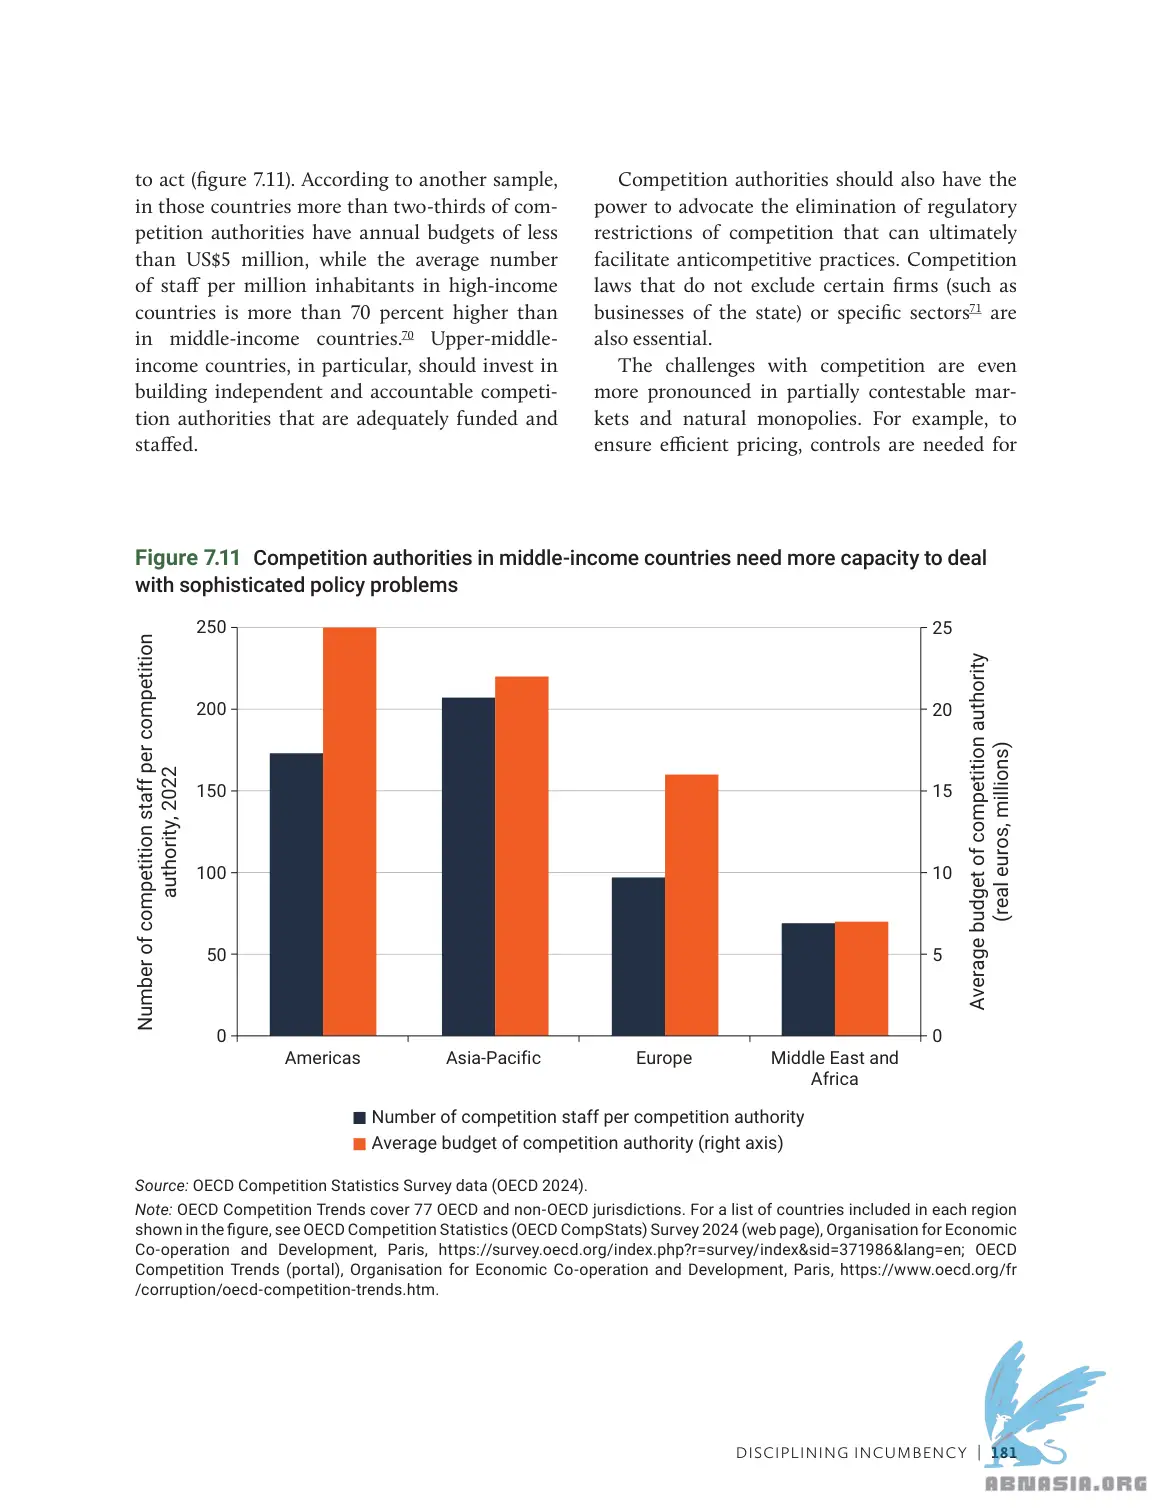 to act (figure 7.11). According to another sample,
in those countries more than two-thirds of com-
petition authorities have annual budgets of less
than US$5 million, while the average number
of staff per million inhabitants in high-income
countries is more than 70 percent higher than
in middle-income countries.70 Upper-middle-
income countries, in particular, should invest in
building independent and accountable competi-
tion authorities that are adequately funded and
staffed.
Competition authorities should also have the
power to advocate the elimination of regulatory
restrictions of competition that can ultimately
facilitate anticompetitive practices. Competition
laws that do not exclude certain firms (such as
businesses of the state) or specific sectors71 are
also essential.
The challenges with competition are even
more pronounced in partially contestable mar-
kets and natural monopolies. For example, to
ensure efficient pricing, controls are needed for
Figure 7.11 Competition authorities in middle-income countries need more capacity to deal
with sophisticated policy problems
Number of competition staff per competition
authority, 2022
250
200
150
100
50
0
25
20
15
10
5
0
Average budget of competition authority
(real euros, millions)
Americas
Asia-Pacific
Europe
Middle East and
Africa
Number of competition staff per competition authority
Average budget of competition authority (right axis)
Source: OECD Competition Statistics Survey data (OECD 2024).
Note: OECD Competition Trends cover 77 OECD and non-OECD jurisdictions. For a list of countries included in each region
shown in the figure, see OECD Competition Statistics (OECD CompStats) Survey 2024 (web page), Organisation for Economic
Co-operation and Development, Paris, https://survey.oecd.org/index.php?r=survey/index&sid=371986&lang=en; OECD
Competition Trends (portal), Organisation for Economic Co-operation and Development, Paris, https://www.oecd.org/fr
/corruption/oecd-competition-trends.htm.
DISCIPLINING INCUMBENCY | 181
ABNASIA.ORG